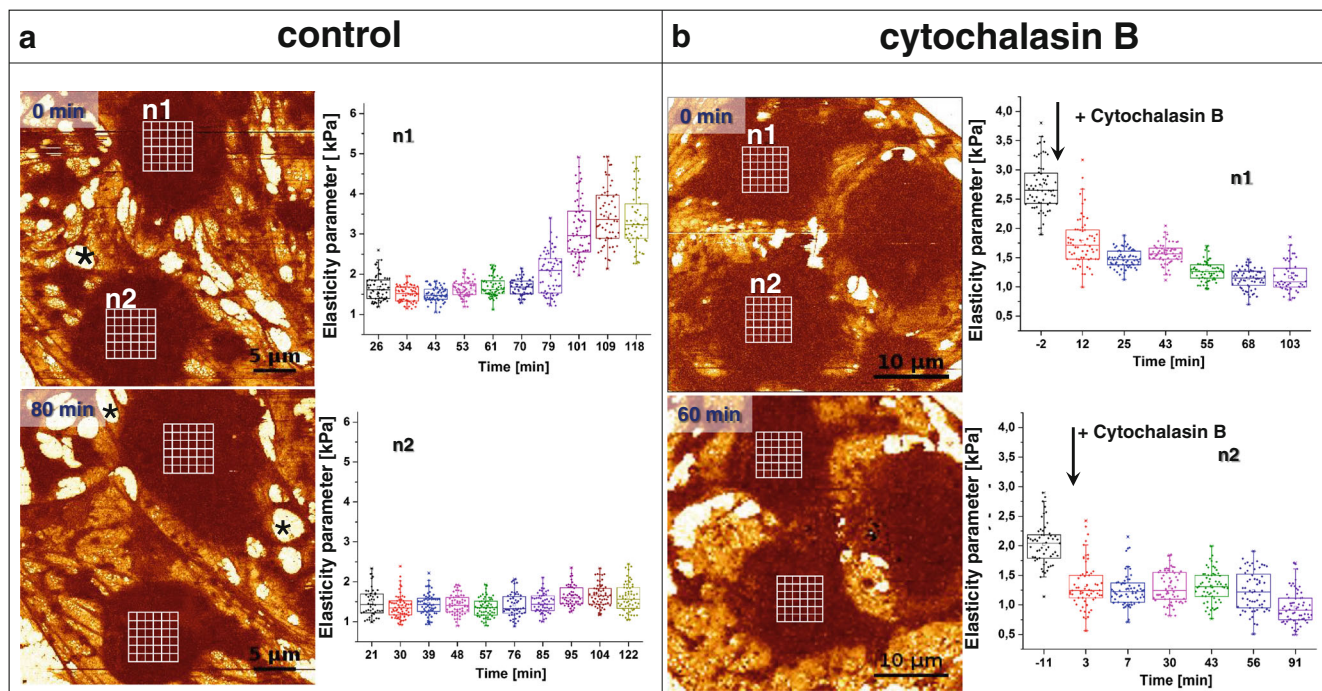 a
control
0 min
n1
n2
*
5 µm
80 min
*
*
5 µm
Elasticity parameter [kPa]
6
5
4
3
2
1
n1
26 34 43 53 61 70 79 101 109 118
Time [min]
Elasticity parameter [kPa]
6
5
4
3
2
1
n2
21 30 39 48 57 76 85 95 104 122
Time [min]
b
cytochalasin B
0 min
n1
n2
10 µm
60 min
10 µm
Elasticity parameter [kPa]
4,0
3,5
3,0
2,5
2,0
1,5
1,0
0,5
+ Cytochalasin B
n1
-2 12 25 43 55 68 103
Time [min]
Elasticity parameter [kPa]
4,0
3,5
3,0
2,5
2,0
1,5
1,0
0,5
+ Cytochalasin B
n2
-11 3 7 30 43 56 91
Time [min]